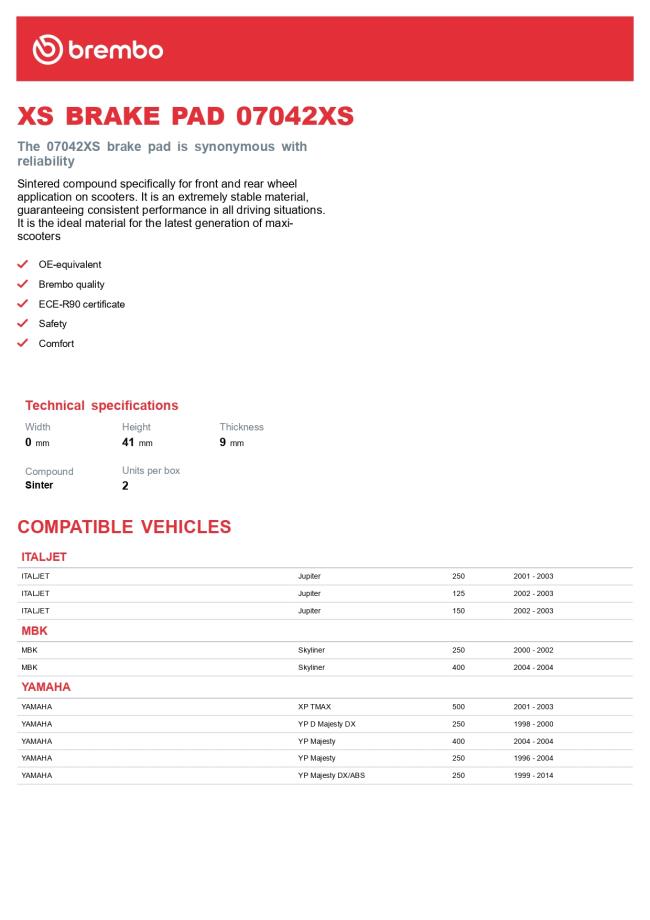 brembo
XS BRAKE PAD 07042XS
The 07042XS brake pad is synonymous with
reliability
Sintered compound specifically for front and rear wheel
application on scooters. It is an extremely stable material,
guaranteeing consistent performance in all driving situations.
It is the ideal material for the latest generation of maxi-
scooters
OE-equivalent
Brembo quality
ECE-R90 certificate
Safety
Comfort
Technical specifications
Width Height Thickness
0 mm 41 mm 9 mm
Compound Units per box
Sinter 2
COMPATIBLE VEHICLES
ITALJET
ITALJET Jupiter 250 2001 - 2003
ITALJET Jupiter 125 2002 - 2003
ITALJET Jupiter 150 2002 - 2003
MBK
MBK Skyliner 250 2000 - 2002
MBK Skyliner 400 2004 - 2004
YAMAHA
YAMAHA XP TMAX 500 2001 - 2003
YAMAHA YP D Majesty DX 250 1998 - 2000
YAMAHA YP Majesty 400 2004 - 2004
YAMAHA YP Majesty 250 1996 - 2004
YAMAHA YP Majesty DX/ABS 250 1999 - 2014